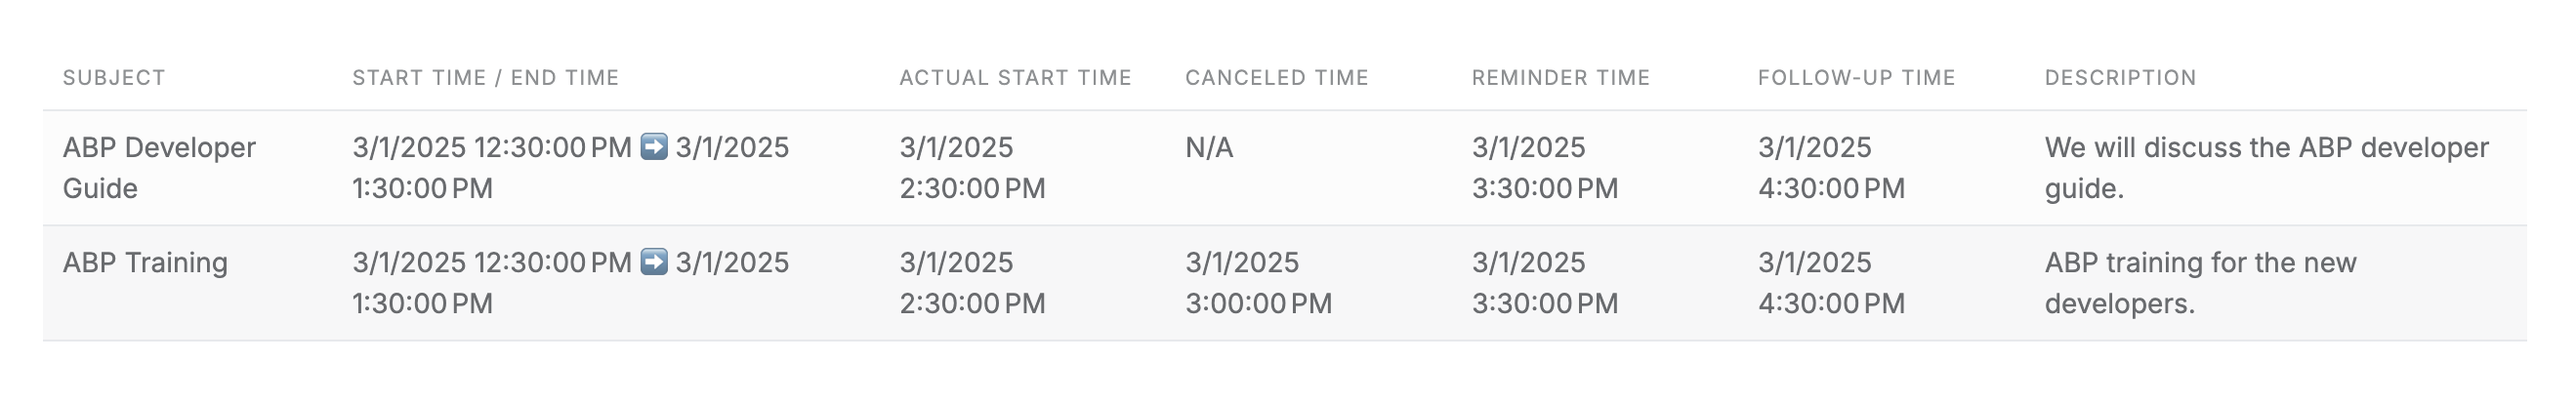 SUBJECT START TIME / END TIME ACTUAL START TIME CANCELED TIME REMINDER TIME FOLLOW-UP TIME DESCRIPTION
ABP Developer 3/1/2025 12:30:00 PM ➡️ 3/1/2025 3/1/2025 N/A 3/1/2025 3/1/2025 We will discuss the ABP developer
Guide 1:30:00 PM 2:30:00 PM 3:30:00 PM 4:30:00 PM guide.
ABP Training 3/1/2025 12:30:00 PM ➡️ 3/1/2025 3/1/2025 3/1/2025 3/1/2025 3/1/2025 ABP training for the new
1:30:00 PM 2:30:00 PM 3:00:00 PM 3:30:00 PM 4:30:00 PM developers.